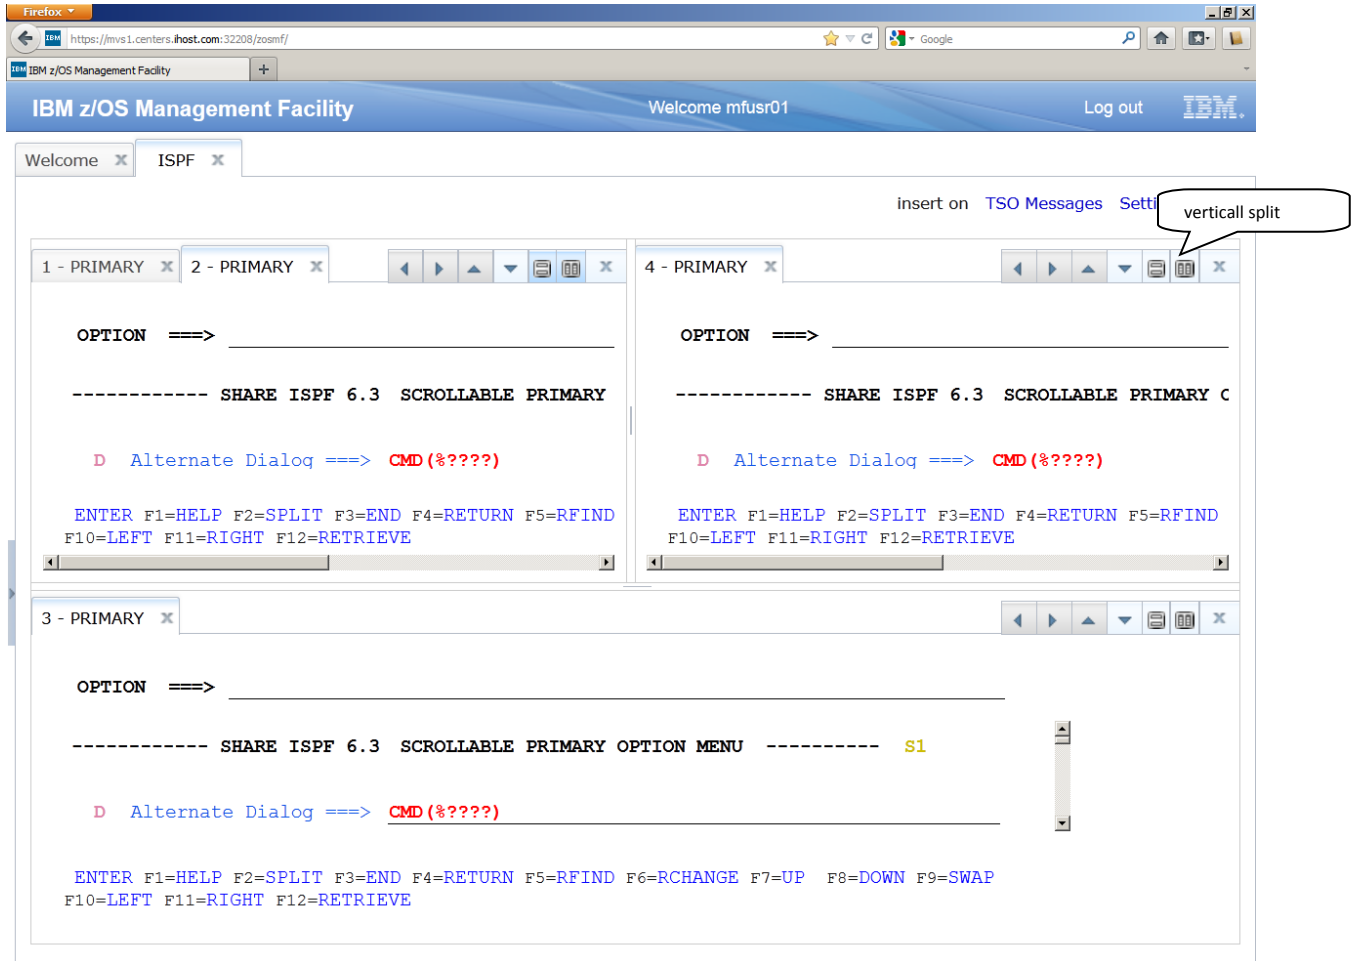 Firefox
https://mvs1.centers.ihost.com:32208/zosmf/
Google
IBM IBM z/OS Management Facility
IBM z/OS Management Facility Welcome mfusr01 Log out IBM.
Welcome x ISPF x
insert on TSO Messages Setti
verticall split
1 - PRIMARY x 2 - PRIMARY x
4 - PRIMARY x
OPTION ===>
OPTION ===>
------------ SHARE ISPF 6.3 SCROLLABLE PRIMARY
------------ SHARE ISPF 6.3 SCROLLABLE PRIMARY O
D Alternate Dialog ===> CMD(%????)
D Alternate Dialog ===> CMD(%????)
ENTER F1=HELP F2=SPLIT F3=END F4=RETURN F5=RFIND
F10=LEFT F11=RIGHT F12=RETRIEVE
ENTER F1=HELP F2=SPLIT F3=END F4=RETURN F5=RFIND
F10=LEFT F11=RIGHT F12=RETRIEVE
3 - PRIMARY x
OPTION ===>
------------ SHARE ISPF 6.3 SCROLLABLE PRIMARY OPTION MENU ---------- S1
D Alternate Dialog ===> CMD(%????)
ENTER F1=HELP F2=SPLIT F3=END F4=RETURN F5=RFIND F6=RCHANGE F7=UP F8=DOWN F9=SWAP
F10=LEFT F11=RIGHT F12=RETRIEVE